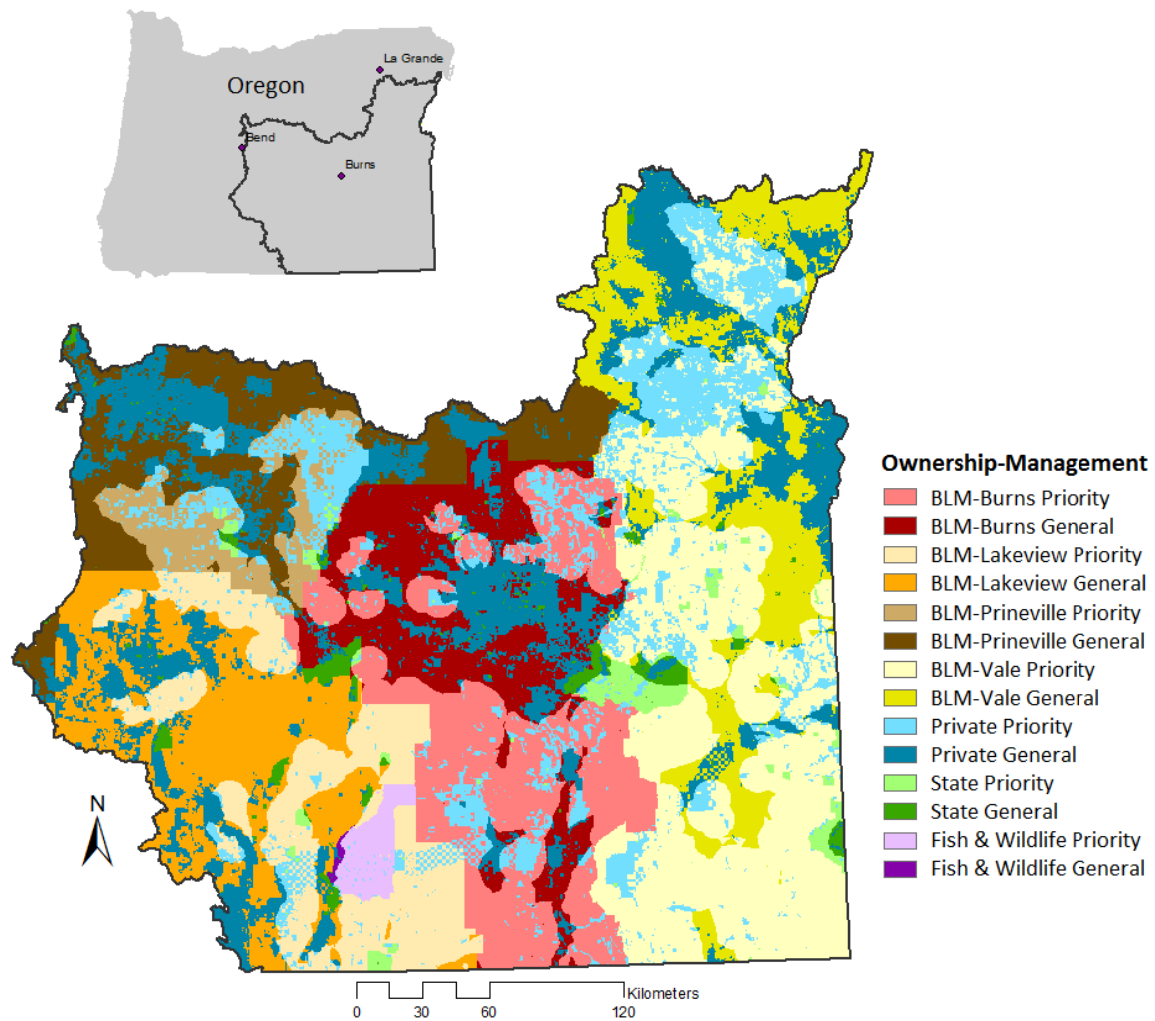 La Grande
Oregon
Bend
Burns
N
Ownership-Management
BLM-Burns Priority
BLM-Burns General
BLM-Lakeview Priority
BLM-Lakeview General
BLM-Prineville Priority
BLM-Prineville General
BLM-Vale Priority
BLM-Vale General
Private Priority
Private General
State Priority
State General
Fish & Wildlife Priority
Fish & Wildlife General
Kilometers
0 30 60 120